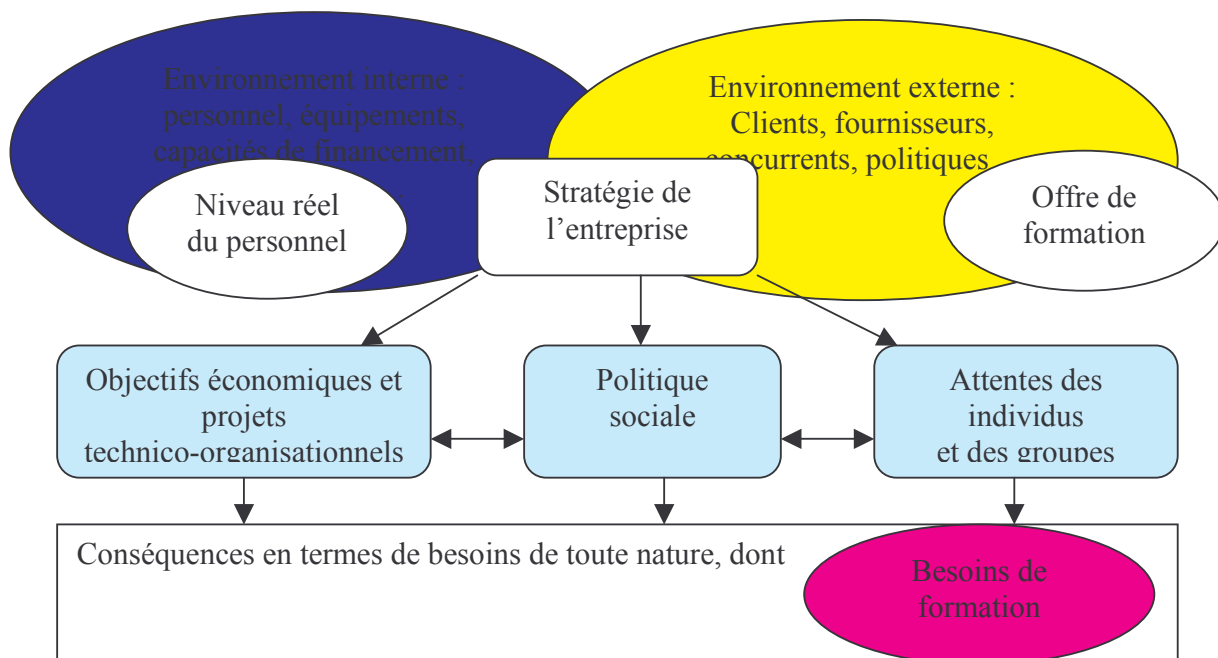 Environnement interne :
personnel, équipements,
capacités de financement,
Niveau réel
du personnel
Environnement externe :
Clients, fournisseurs,
concurrents, politiques
Stratégie de
l’entreprise
Offre de
formation
Objectifs économiques et
projets
technico-organisationnels
Politique
sociale
Attentes des
individus
et des groupes
Conséquences en termes de besoins de toute nature, dont
Besoins de
formation